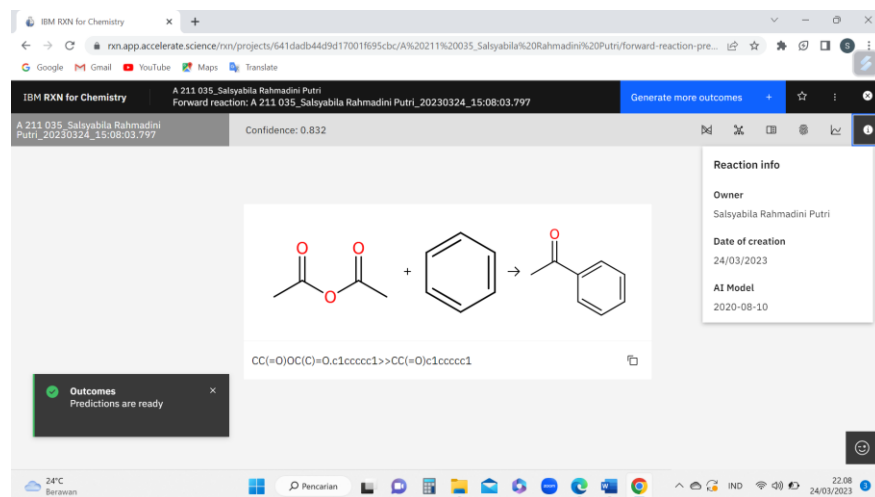 IBM RXN for Chemistry
rxn.app.accelerate.science/rxn/projects/641dadb44d9d17001f695cbc/A%20211%20035_Salsyabila%20Rahmadini%20Putri/forward-reaction-pre...
S
Google
Gmail
YouTube
Maps
Translate
IBM RXN for Chemistry
A 211 035_Salsyabila Rahmadini Putri
Forward reaction: A 211 035_Salsyabila Rahmadini Putri_20230324_15:08:03.797
Generate more outcomes +
A 211 035_Salsyabila Rahmadini
Putri_20230324_15:08:03.797
Confidence: 0.832
Reaction info
Owner
Salsyabila Rahmadini Putri
Date of creation
24/03/2023
AI Model
2020-08-10
O O O + → O
CC(=O)OC(C)=O.c1ccccc1>>CC(=O)c1ccccc1
Outcomes
Predictions are ready
24°C
Berawan
Pencarian
IND
22.08
24/03/2023
3